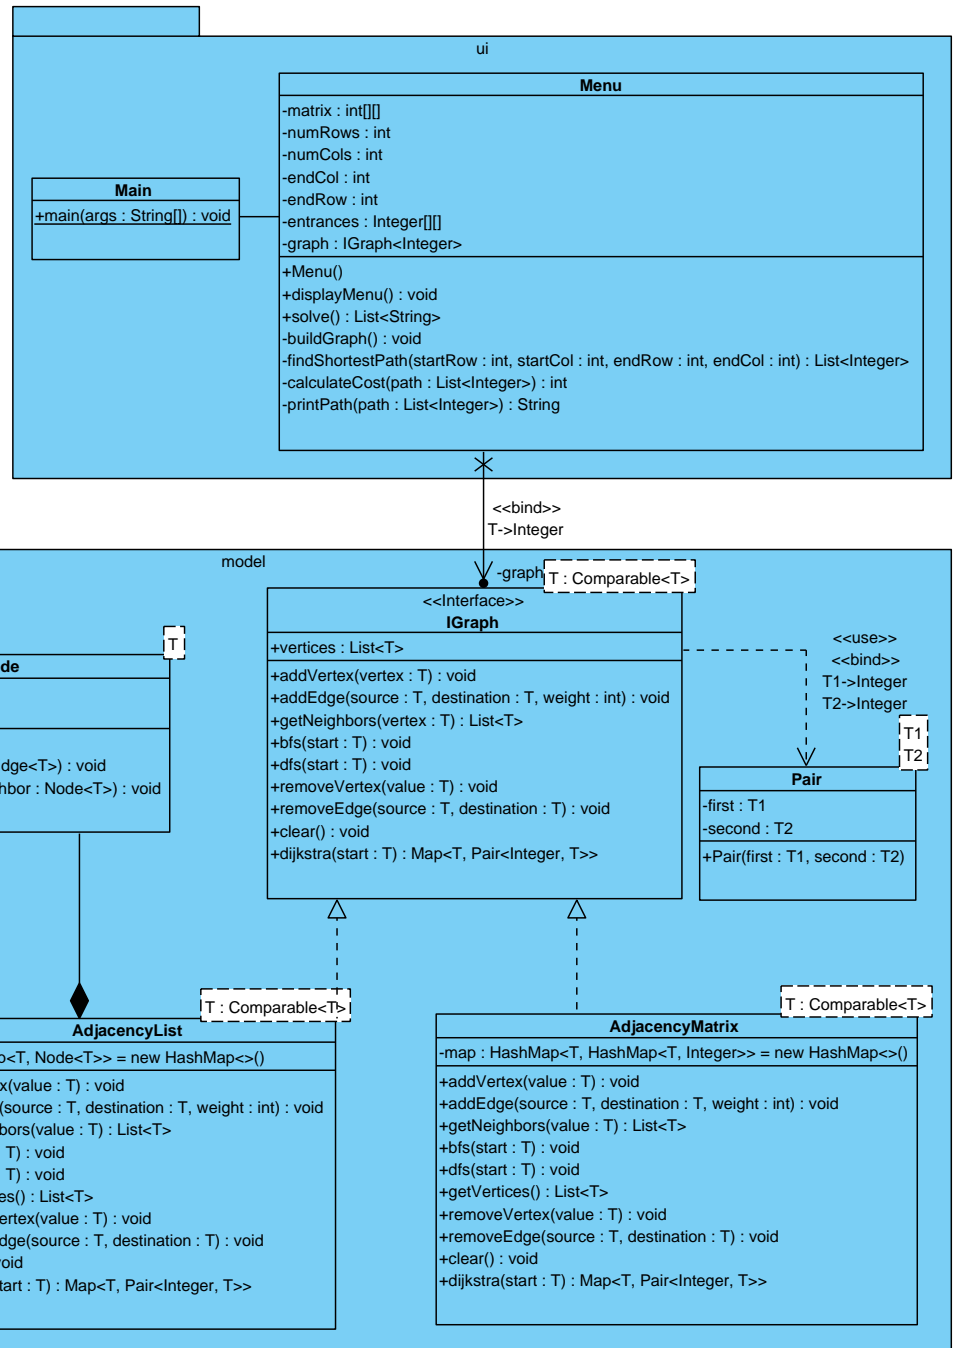 ui
Menu
-matrix : int[][]
-numRows : int
-numCols : int
-endCol : int
-endRow : int
-entrances : Integer[][]
-graph : IGraph<Integer>
+Menu()
+displayMenu() : void
+solve() : List<String>
-buildGraph() : void
-findShortestPath(startRow : int, startCol : int, endRow : int, endCol : int) : List<Integer>
-calculateCost(path : List<Integer>) : int
-printPath(path : List<Integer>) : String
Main
+main(args : String[]) : void
<<bind>>
T->Integer
model
-graph
T : Comparable<T>
<<Interface>>
IGraph
+vertices : List<T>
+addVertex(vertex : T) : void
+addEdge(source : T, destination : T, weight : int) : void
+getNeighbors(vertex : T) : List<T>
+bfs(start : T) : void
+dfs(start : T) : void
+removeVertex(value : T) : void
+removeEdge(source : T, destination : T) : void
+clear() : void
+dijkstra(start : T) : Map<T, Pair<Integer, T>>
T
de
dge<T>) : void
hbor : Node<T>) : void
<<use>>
<<bind>>
T1->Integer
T2->Integer
T1
T2
Pair
-first : T1
-second : T2
+Pair(first : T1, second : T2)
T : Comparable<T>
AdjacencyList
o<T, Node<T>> = new HashMap<>()
x(value : T) : void
(source : T, destination : T, weight : int) : void
bors(value : T) : List<T>
T) : void
T) : void
es() : List<T>
ertex(value : T) : void
dge(source : T, destination : T) : void
void
tart : T) : Map<T, Pair<Integer, T>>
T : Comparable<T>
AdjacencyMatrix
-map : HashMap<T, HashMap<T, Integer>> = new HashMap<>()
+addVertex(value : T) : void
+addEdge(source : T, destination : T, weight : int) : void
+getNeighbors(value : T) : List<T>
+bfs(start : T) : void
+dfs(start : T) : void
+getVertices() : List<T>
+removeVertex(value : T) : void
+removeEdge(source : T, destination : T) : void
+clear() : void
+dijkstra(start : T) : Map<T, Pair<Integer, T>>